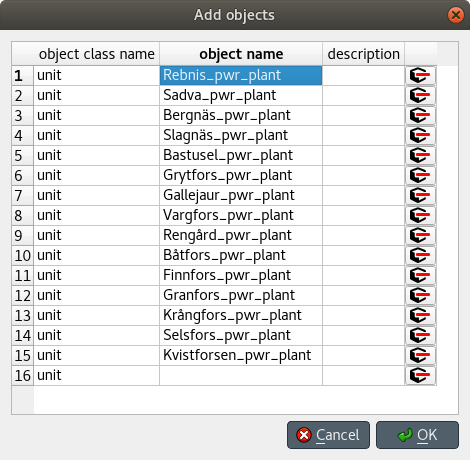 Add objects
object class name object name description
1 unit Rebnis_pwr_plant
2 unit Sadva_pwr_plant
3 unit Bergnäs_pwr_plant
4 unit Slagnäs_pwr_plant
5 unit Bastusel_pwr_plant
6 unit Grytfors_pwr_plant
7 unit Gallejaur_pwr_plant
8 unit Vargfors_pwr_plant
9 unit Rengård_pwr_plant
10 unit Båtfors_pwr_plant
11 unit Finnfors_pwr_plant
12 unit Granfors_pwr_plant
13 unit Krångfors_pwr_plant
14 unit Selsfors_pwr_plant
15 unit Kvistforsen_pwr_plant
16 unit
Cancel OK